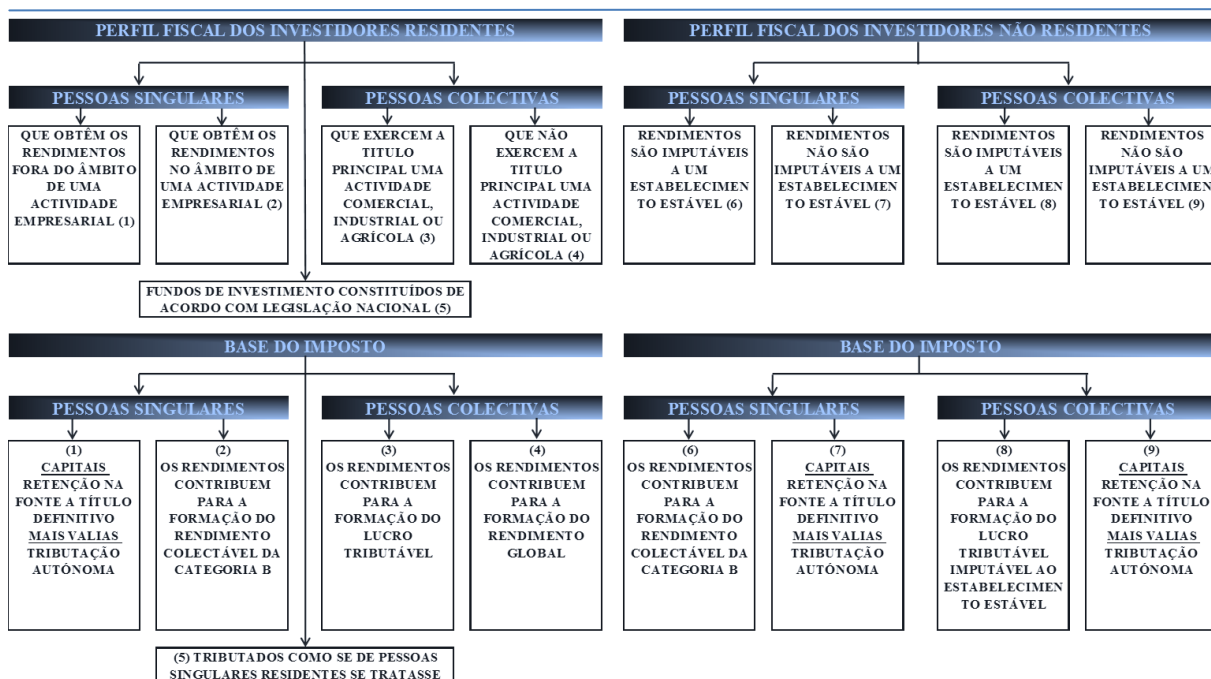 PERFIL FISCAL DOS INVESTIDORES RESIDENTES
PESSOAS SINGULARES
PESSOAS COLECTIVAS
QUE OBTÊM OS
RENDIMENTOS
FORA DO ÂMBITO
DE UMA
ACTIVIDADE
EMPRESARIAL (1)
QUE OBTÊM OS
RENDIMENTOS
NO ÂMBITO DE
UMA ACTIVIDADE
EMPRESARIAL (2)
QUE EXERCEM A
TITULO
PRINCIPAL UMA
ACTIVIDADE
COMERCIAL,
INDUSTRIAL OU
AGRÍCOLA (3)
QUE NÃO
EXERCEM A
TITULO
PRINCIPAL UMA
ACTIVIDADE
COMERCIAL,
INDUSTRIAL OU
AGRÍCOLA (4)
FUNDOS DE INVESTIMENTO CONSTITUÍDOS DE
ACORDO COM LEGISLAÇÃO NACIONAL (5)
PERFIL FISCAL DOS INVESTIDORES NÃO RESIDENTES
PESSOAS SINGULARES
PESSOAS COLECTIVAS
RENDIMENTOS
SÃO IMPUTÁVEIS
A UM
ESTABELECIMEN
TO ESTÁVEL (6)
RENDIMENTOS
NÃO SÃO
IMPUTÁVEIS A UM
ESTABELECIMEN
TO ESTÁVEL (7)
RENDIMENTOS
SÃO IMPUTÁVEIS
A UM
ESTABELECIMEN
TO ESTÁVEL (8)
RENDIMENTOS
NÃO SÃO
IMPUTÁVEIS A UM
ESTABELECIMEN
TO ESTÁVEL (9)
BASE DO IMPOSTO
PESSOAS SINGULARES
PESSOAS COLECTIVAS
(1)
CAPITAIS
RETENÇÃO NA
FONTE A TÍTULO
DEFINITIVO
MAIS VALIAS
TRIBUTAÇÃO
AUTÓNOMA
(2)
OS RENDIMENTOS
CONTRIBUEM
PARA A
FORMAÇÃO DO
RENDIMENTO
COLECTÁVEL DA
CATEGORIA B
(3)
OS RENDIMENTOS
CONTRIBUEM
PARA A
FORMAÇÃO DO
LUCRO
TRIBUTÁVEL
(4)
OS RENDIMENTOS
CONTRIBUEM
PARA A
FORMAÇÃO DO
RENDIMENTO
GLOBAL
(5) TRIBUTADOS COMO SE DE PESSOAS
SINGULARES RESIDENTES SE TRATASSE
BASE DO IMPOSTO
PESSOAS SINGULARES
PESSOAS COLECTIVAS
(6)
OS RENDIMENTOS
CONTRIBUEM
PARA A
FORMAÇÃO DO
RENDIMENTO
COLECTÁVEL DA
CATEGORIA B
(7)
CAPITAIS
RETENÇÃO NA
FONTE A TÍTULO
DEFINITIVO
MAIS VALIAS
TRIBUTAÇÃO
AUTÓNOMA
(8)
OS RENDIMENTOS
CONTRIBUEM
PARA A
FORMAÇÃO DO
LUCRO
TRIBUTÁVEL
IMPUTÁVEL AO
ESTABELECIMEN
TO ESTÁVEL
(9)
CAPITAIS
RETENÇÃO NA
FONTE A TÍTULO
DEFINITIVO
MAIS VALIAS
TRIBUTAÇÃO
AUTÓNOMA